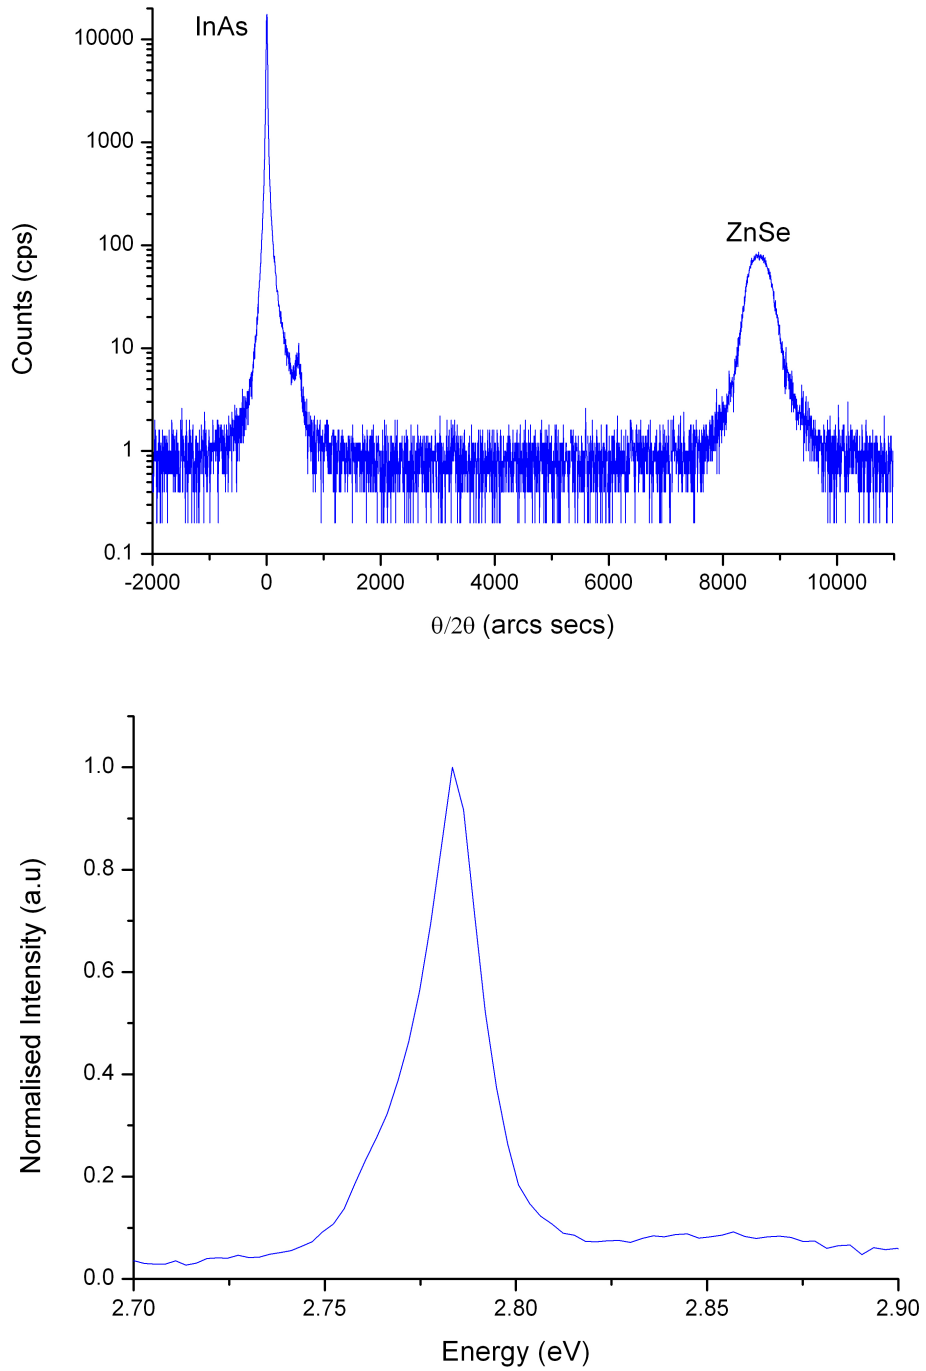 InAs
10000
1000
ZnSe
100
10
1
0.1
Counts (cps)
-2000 0 2000 4000 6000 8000 10000
θ/2θ (arcs secs)
1.0
0.8
0.6
0.4
0.2
0.0
Normalised Intensity (a.u)
2.70 2.75 2.80 2.85 2.90
Energy (eV)